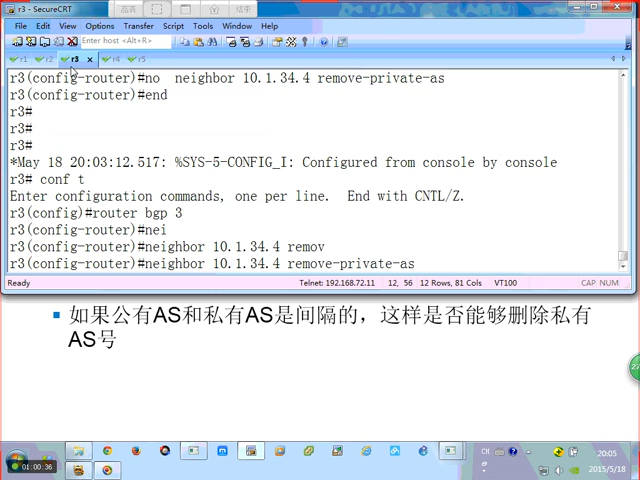 r3 - SecureCRT
File Edit View Options Transfer Script Tools Window Help
Enter host <Alt+R>
r1 r2 r3 r4 r5
r3(config-router)#no  neighbor 10.1.34.4 remove-private-as
r3(config-router)#end
r3#
r3#
r3#
*May 18 20:03:12.517: %SYS-5-CONFIG_I: Configured from console by console
r3# conf t
Enter configuration commands, one per line.  End with CNTL/Z.
r3(config)#router bgp 3
r3(config-router)#nei
r3(config-router)#neighbor 10.1.34.4 remov
r3(config-router)#neighbor 10.1.34.4 remove-private-as
Ready Telnet: 192.168.72.11 12, 56 12 Rows, 81 Cols VT100 CAP NUM
如果公有AS和私有AS是间隔的，这样是否能够删除私有
AS号
27
CN
20:05
2015/5/18
01:00:36